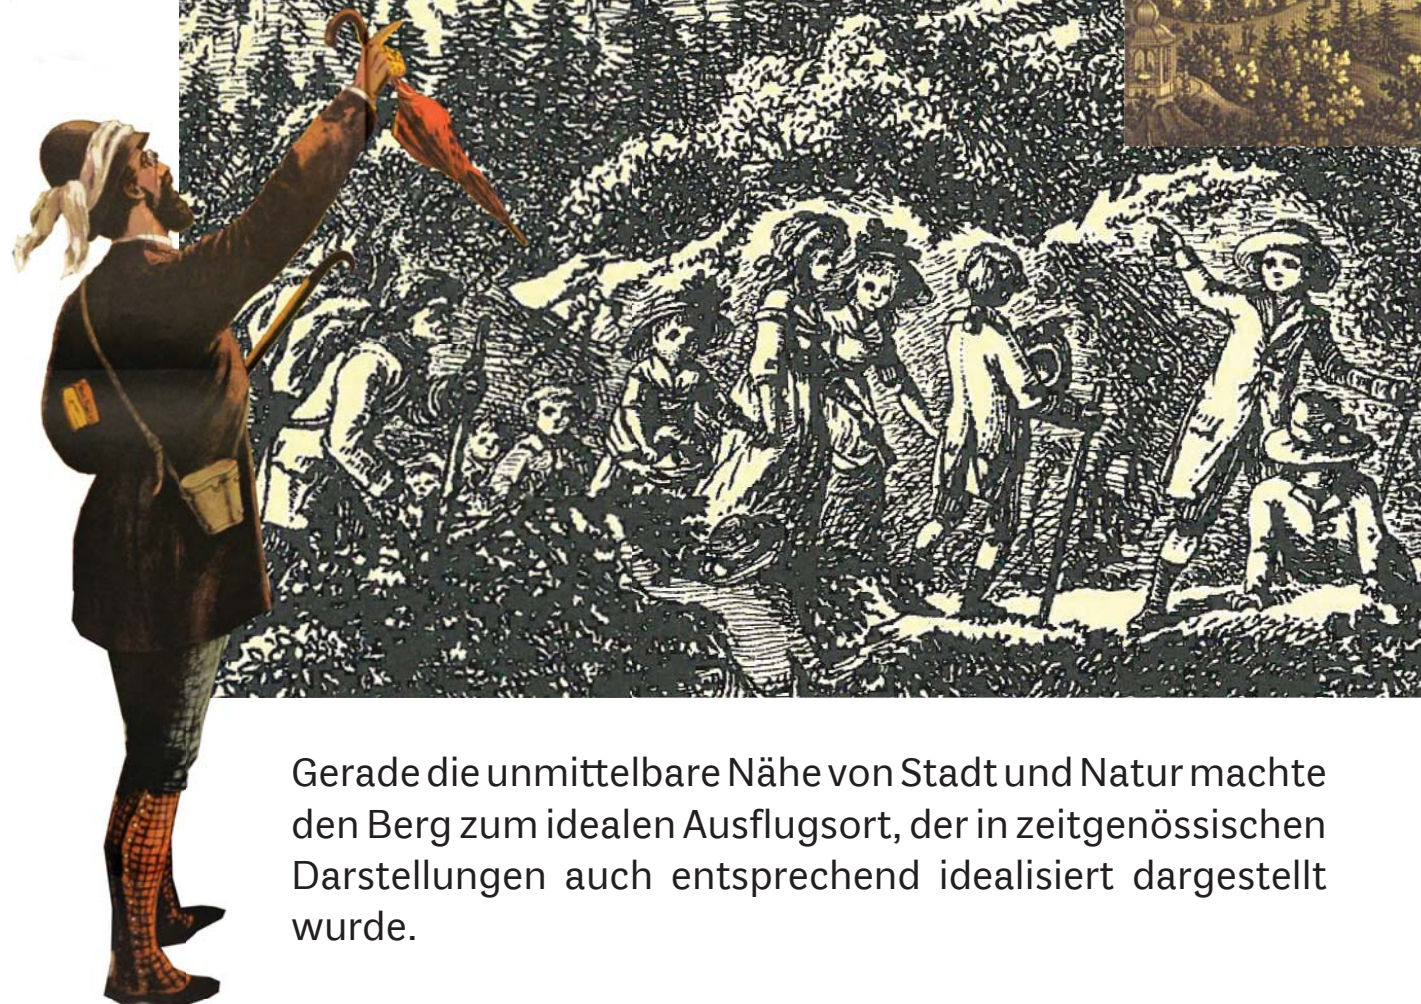 Gerade die unmittelbare Nähe von Stadt und Natur machte
den Berg zum idealen Ausflugsort, der in zeitgenössischen
Darstellungen auch entsprechend idealisiert dargestellt
wurde.